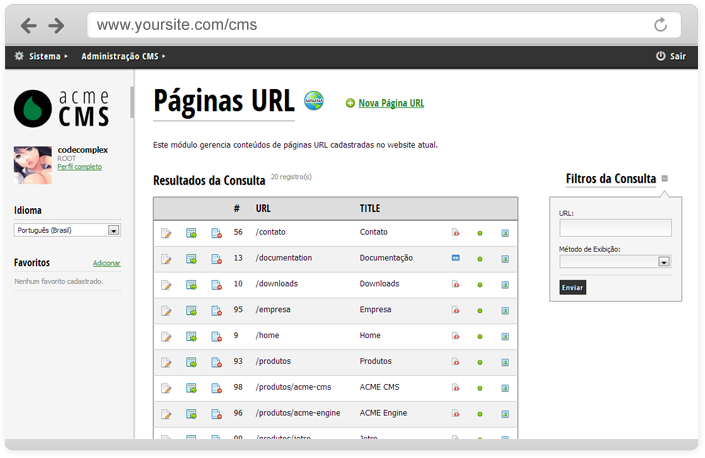 www.yoursite.com/cms
Sistema
Administração CMS
Sair
acme
CMS
codecomplex
ROOT
Perfil completo
Idioma
Português (Brasil)
Favoritos
Adicionar
Nenhum favorito cadastrado.
Páginas URL
Nova Página URL
Este módulo gerencia conteúdos de páginas URL cadastradas no website atual.
Resultados da Consulta 20 registro(s)
# URL TITLE
56 /contato Contato
13 /documentation Documentação
10 /downloads Downloads
95 /empresa Empresa
9 /home Home
93 /produtos Produtos
98 /produtos/acme-cms ACME CMS
96 /produtos/acme-engine ACME Engine
Filtros da Consulta
URL:
Método de Exibição:
Enviar